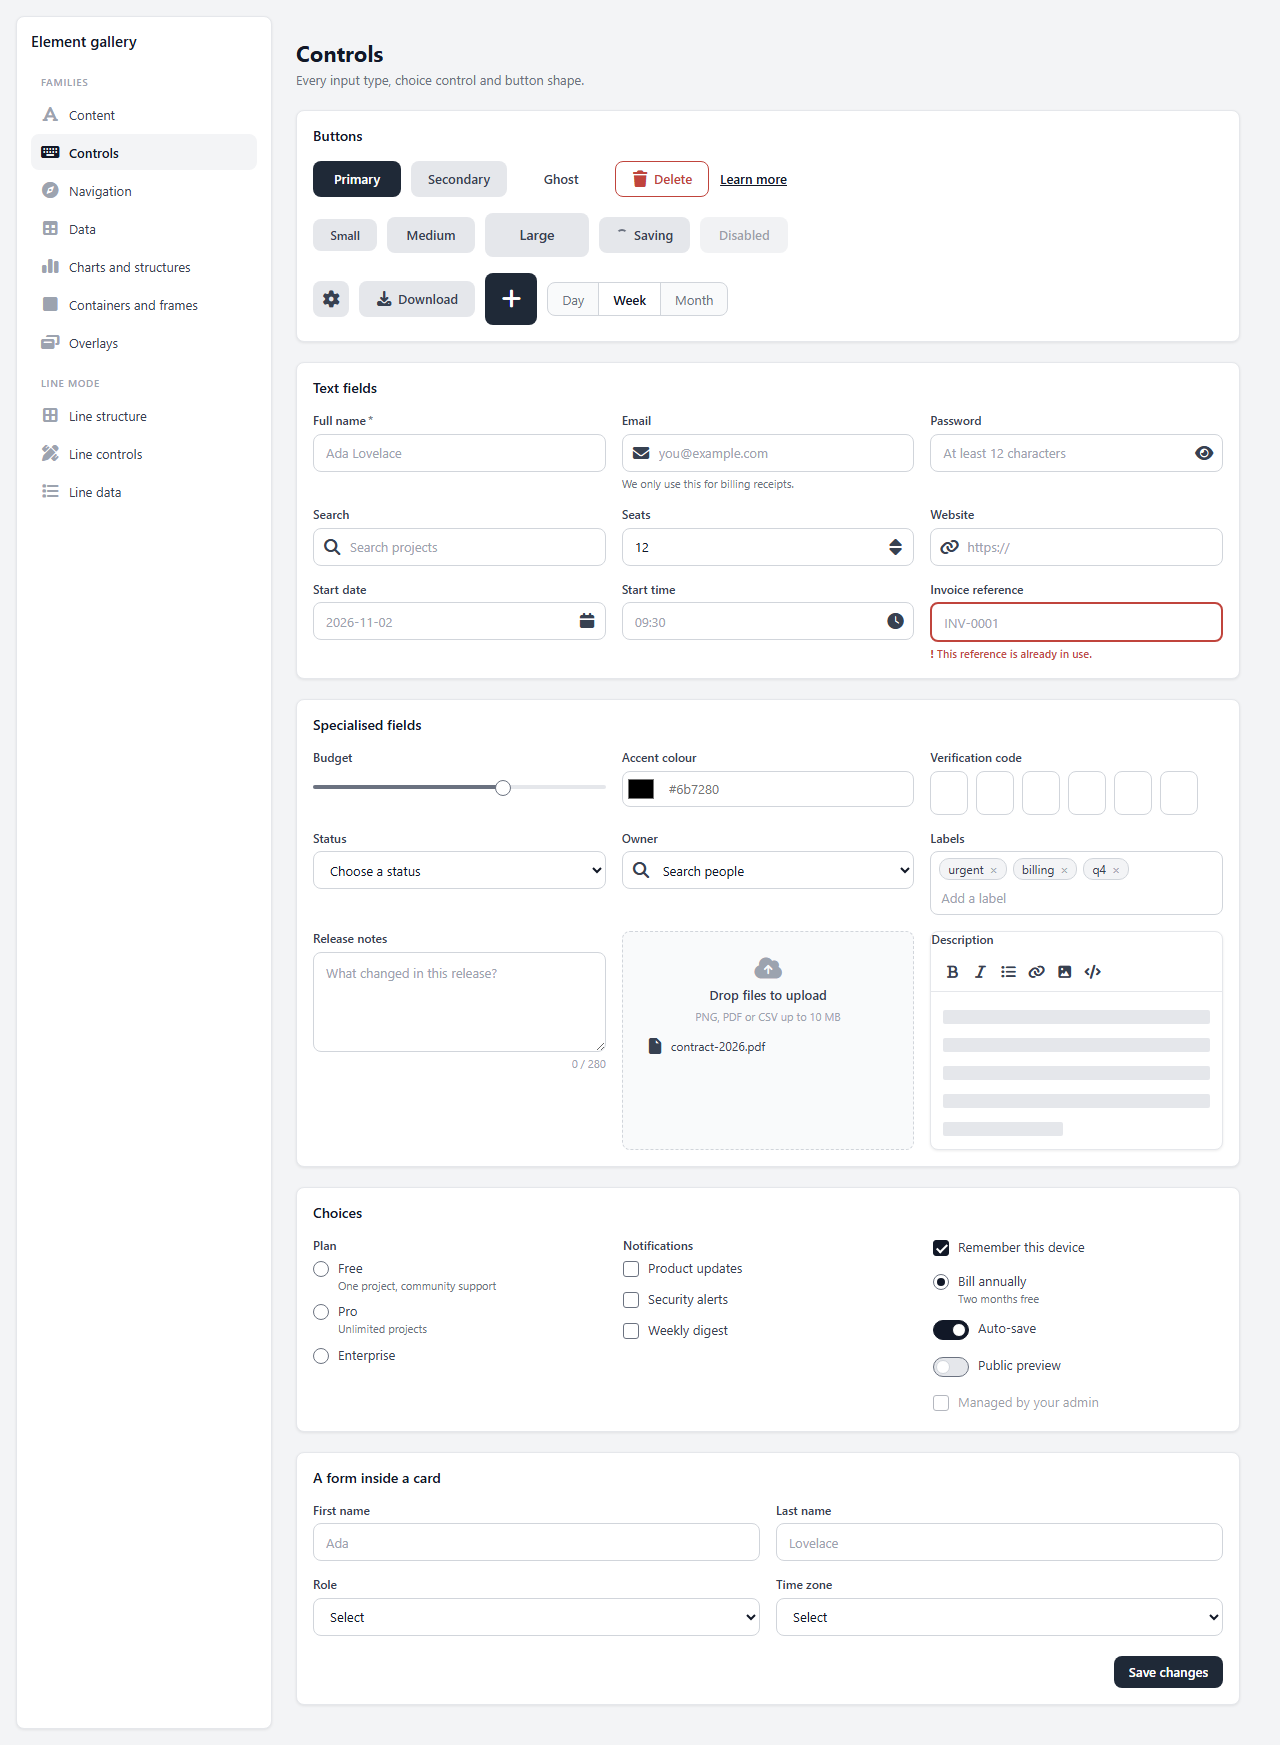 Element gallery
FAMILIES
Content
Controls
Navigation
Data
Charts and structures
Containers and frames
Overlays
LINE MODE
Line structure
Line controls
Line data
Controls
Every input type, choice control and button shape.
Buttons
Primary
Secondary
Ghost
Delete
Learn more
Small
Medium
Large
Saving
Disabled
Download
Day
Week
Month
Text fields
Full name *
Ada Lovelace
Email
you@example.com
We only use this for billing receipts.
Password
At least 12 characters
Search
Search projects
Seats
12
Website
https://
Start date
2026-11-02
Start time
09:30
Invoice reference
INV-0001
! This reference is already in use.
Specialised fields
Budget
Accent colour
#6b7280
Verification code
Status
Choose a status
Owner
Search people
Labels
urgent ×
billing ×
q4 ×
Add a label
Release notes
What changed in this release?
0 / 280
Drop files to upload
PNG, PDF or CSV up to 10 MB
contract-2026.pdf
Description
B I
Choices
Plan
Free
One project, community support
Pro
Unlimited projects
Enterprise
Notifications
Product updates
Security alerts
Weekly digest
Remember this device
Bill annually
Two months free
Auto-save
Public preview
Managed by your admin
A form inside a card
First name
Ada
Last name
Lovelace
Role
Select
Time zone
Select
Save changes